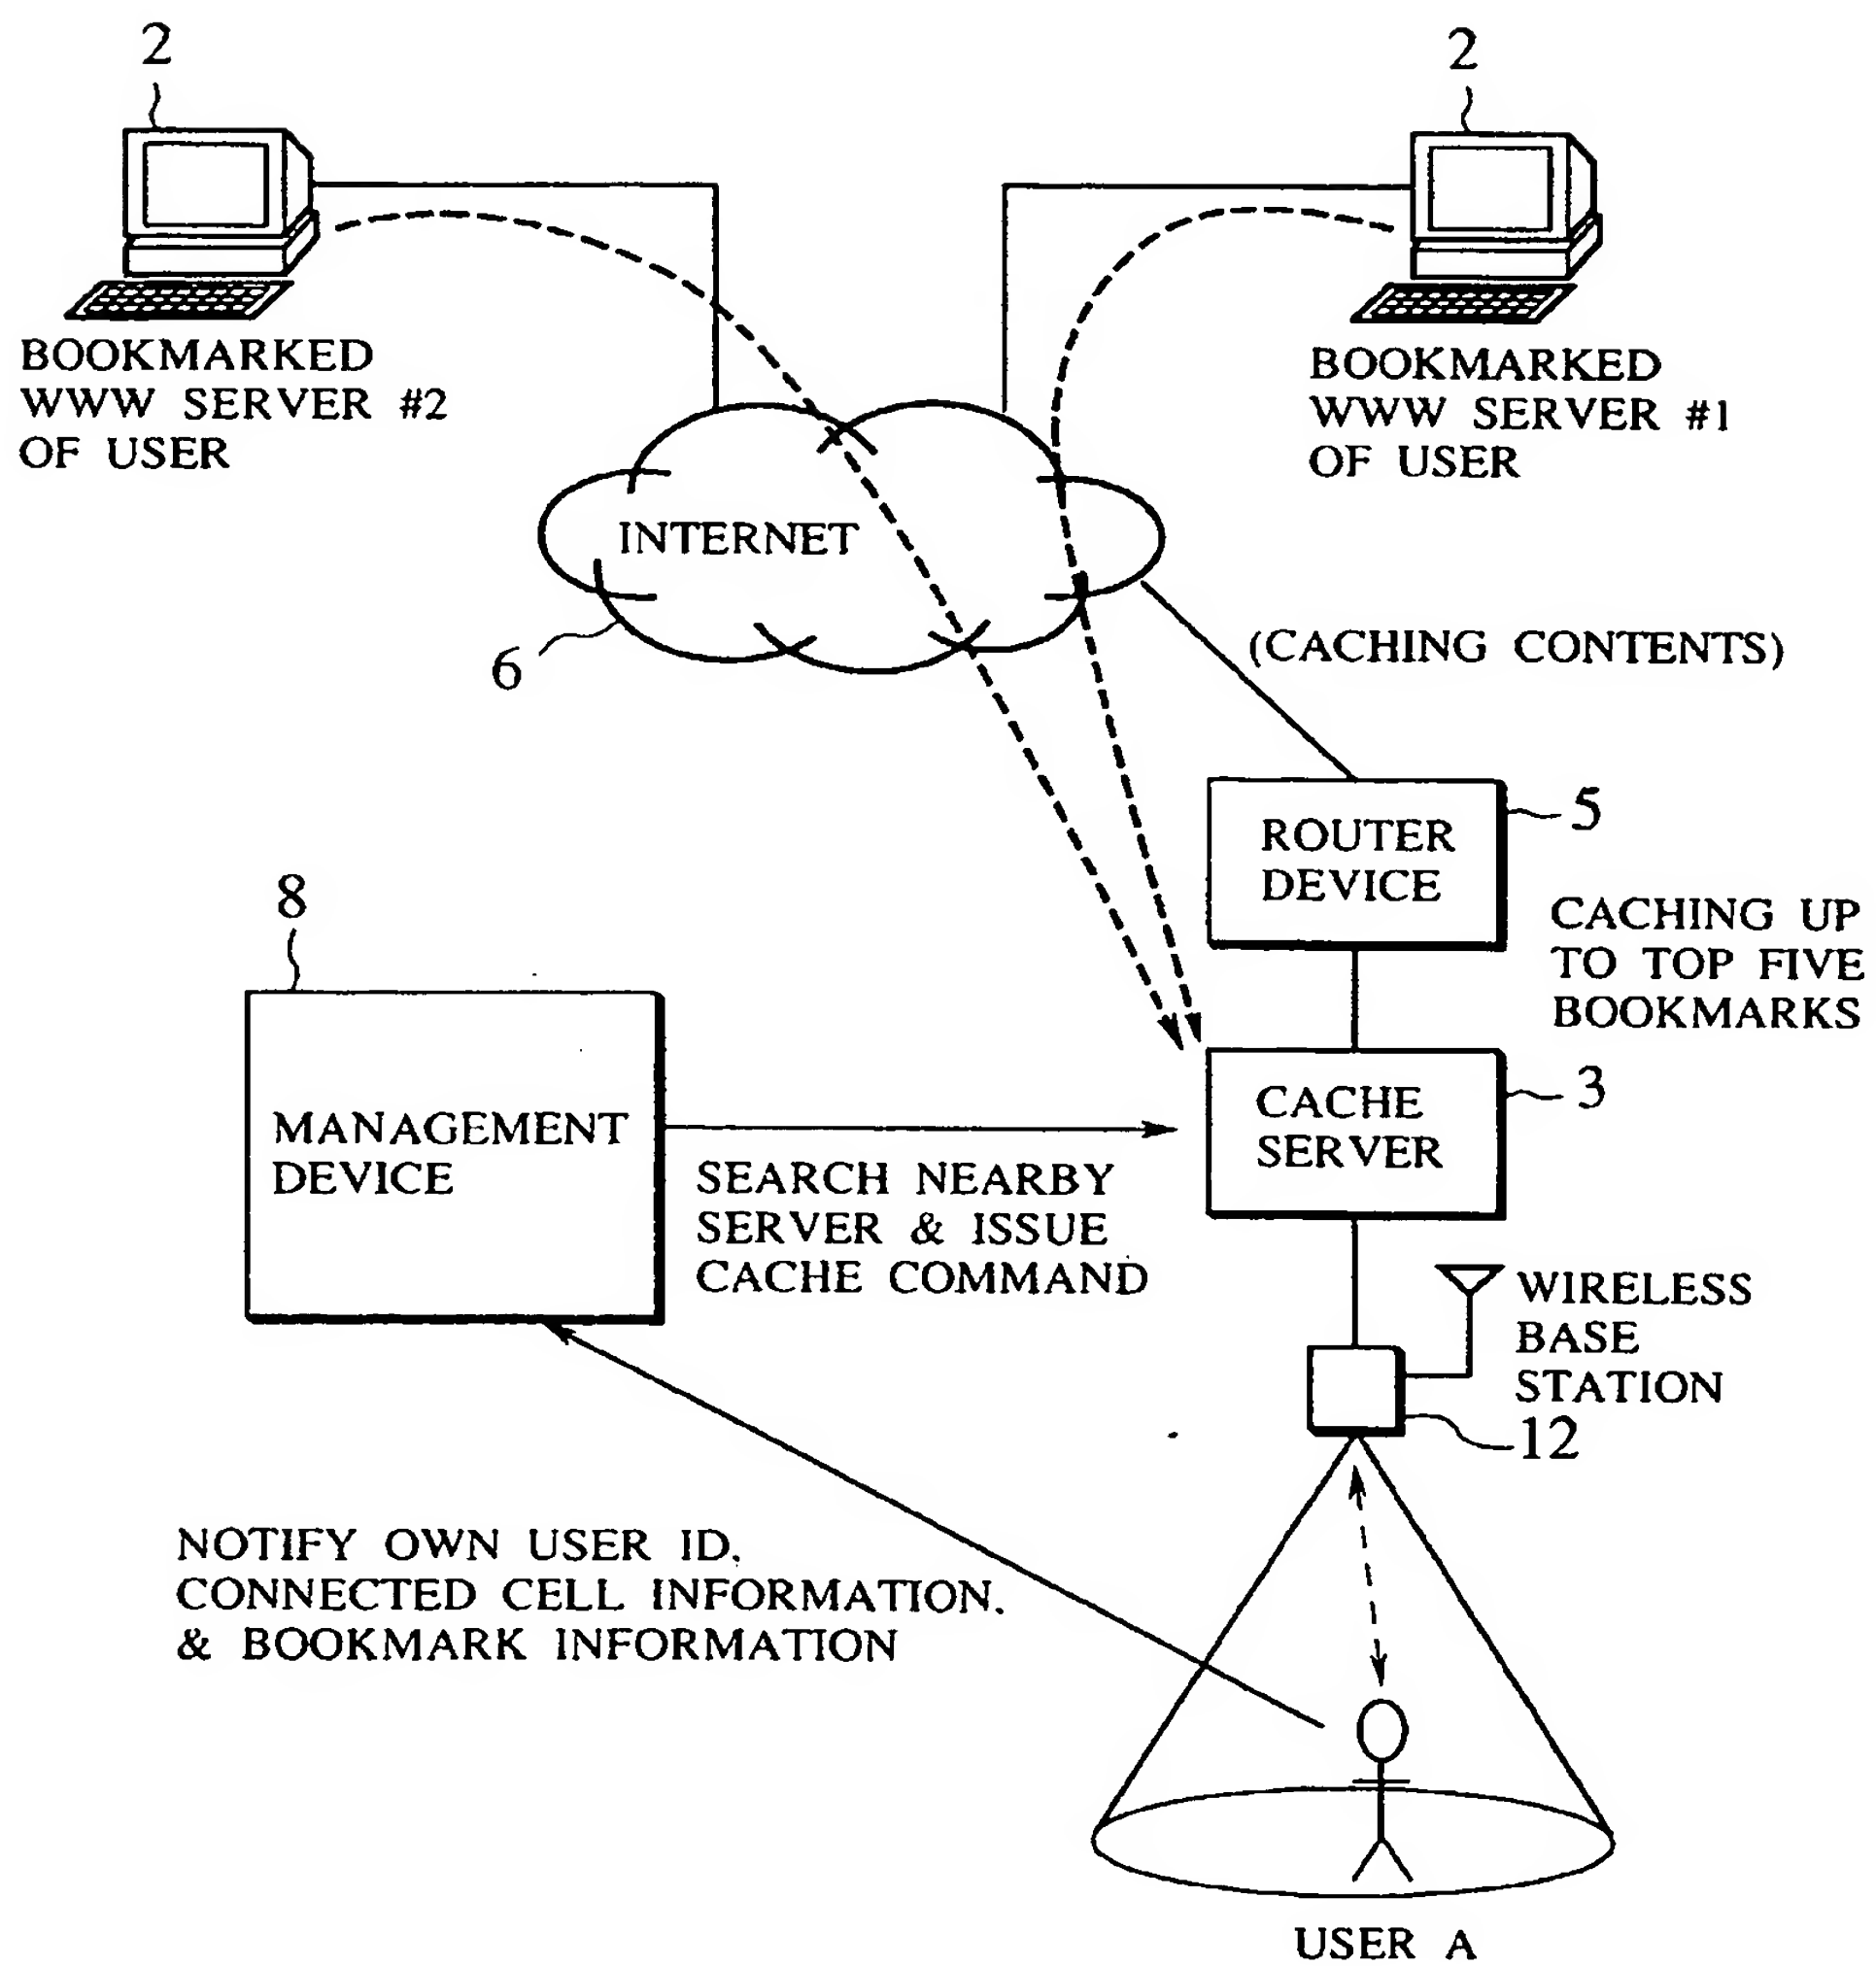 2
2
BOOKMARKED
WWW SERVER #2
OF USER
BOOKMARKED
WWW SERVER #1
OF USER
INTERNET
6
(CACHING CONTENTS)
5
ROUTER
DEVICE
CACHING UP
TO TOP FIVE
BOOKMARKS
8
MANAGEMENT
DEVICE
3
CACHE
SERVER
SEARCH NEARBY
SERVER & ISSUE
CACHE COMMAND
WIRELESS
BASE
STATION
12
NOTIFY OWN USER ID,
CONNECTED CELL INFORMATION,
& BOOKMARK INFORMATION
USER A